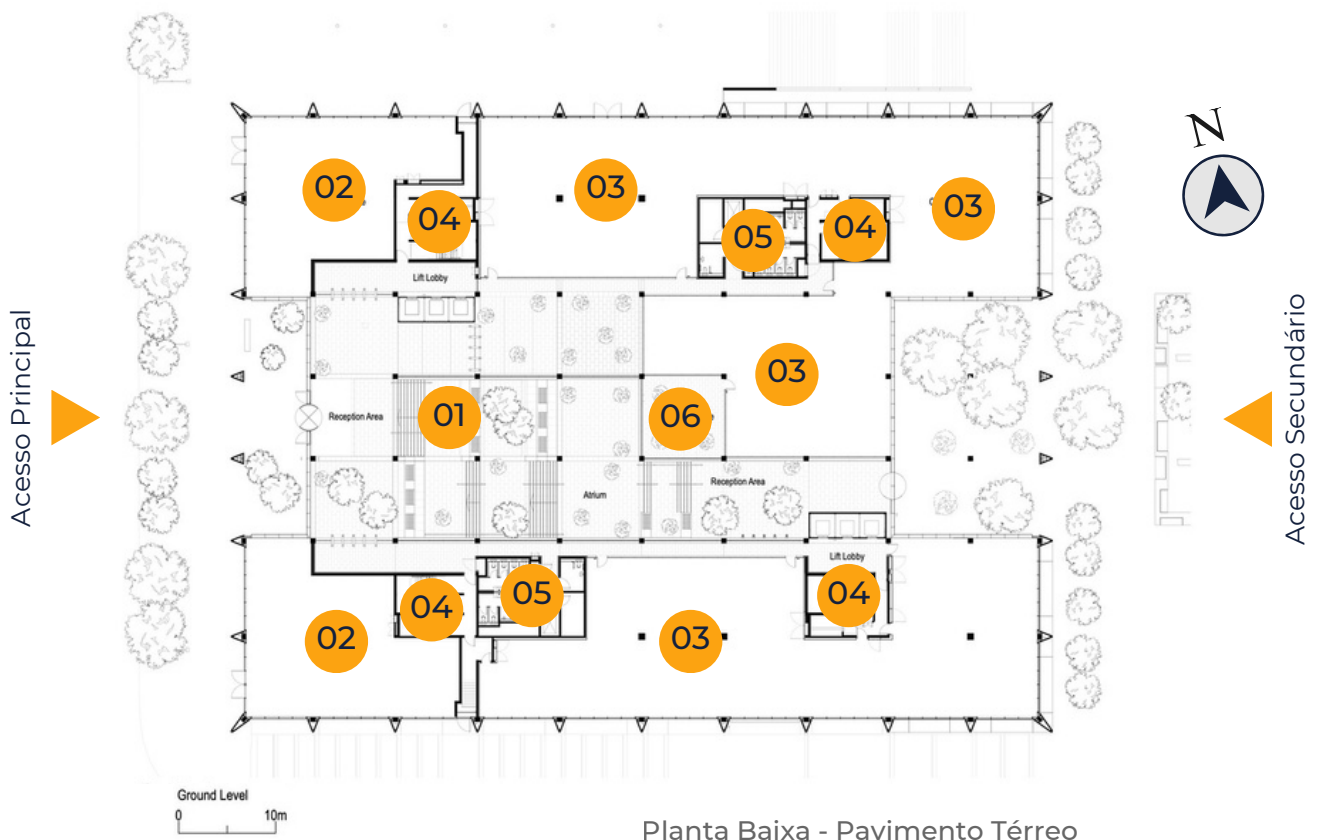 N
02
03
03
04
05
04
Lift Lobby
03
Reception Area
01
06
Atrium
Reception Area
Lift Lobby
04
05
04
02
03
Acesso Principal
Acesso Secundário
Ground Level
0
10m
Planta Baixa - Pavimento Térreo